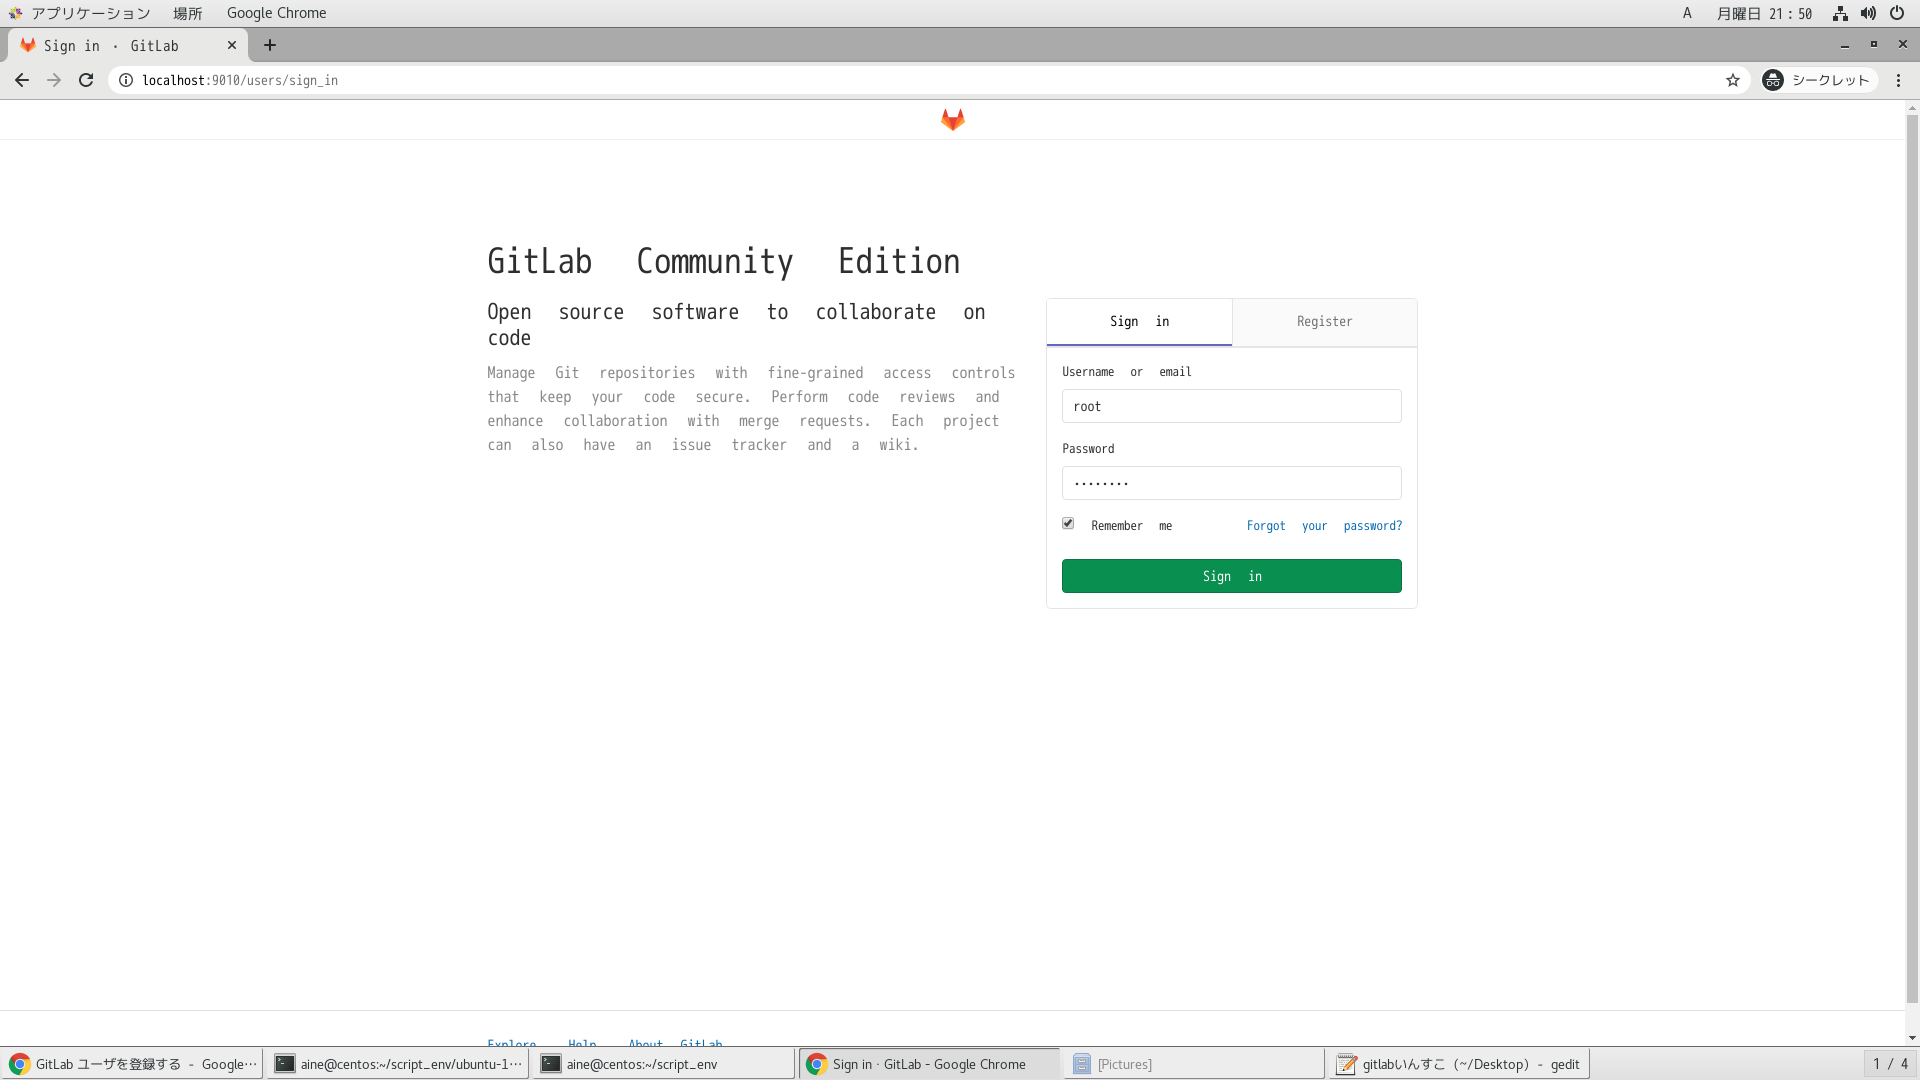 アプリケーション 場所 Google Chrome A 月曜日 21：50
Sign in · GitLab
localhost:9010/users/sign_in シークレット
GitLab Community Edition
Open source software to collaborate on
code
Manage Git repositories with fine-grained access controls
that keep your code secure. Perform code reviews and
enhance collaboration with merge requests. Each project
can also have an issue tracker and a wiki.
Sign in Register
Username or email
root
Password
........
Remember me Forgot your password?
Sign in
Explore Help About GitLab
GitLab ユーザを登録する - Google… aine@centos:~/script_env/ubuntu-1… aine@centos:~/script_env Sign in · GitLab - Google Chrome [Pictures] gitlabいんすこ (~/Desktop) - gedit 1 / 4